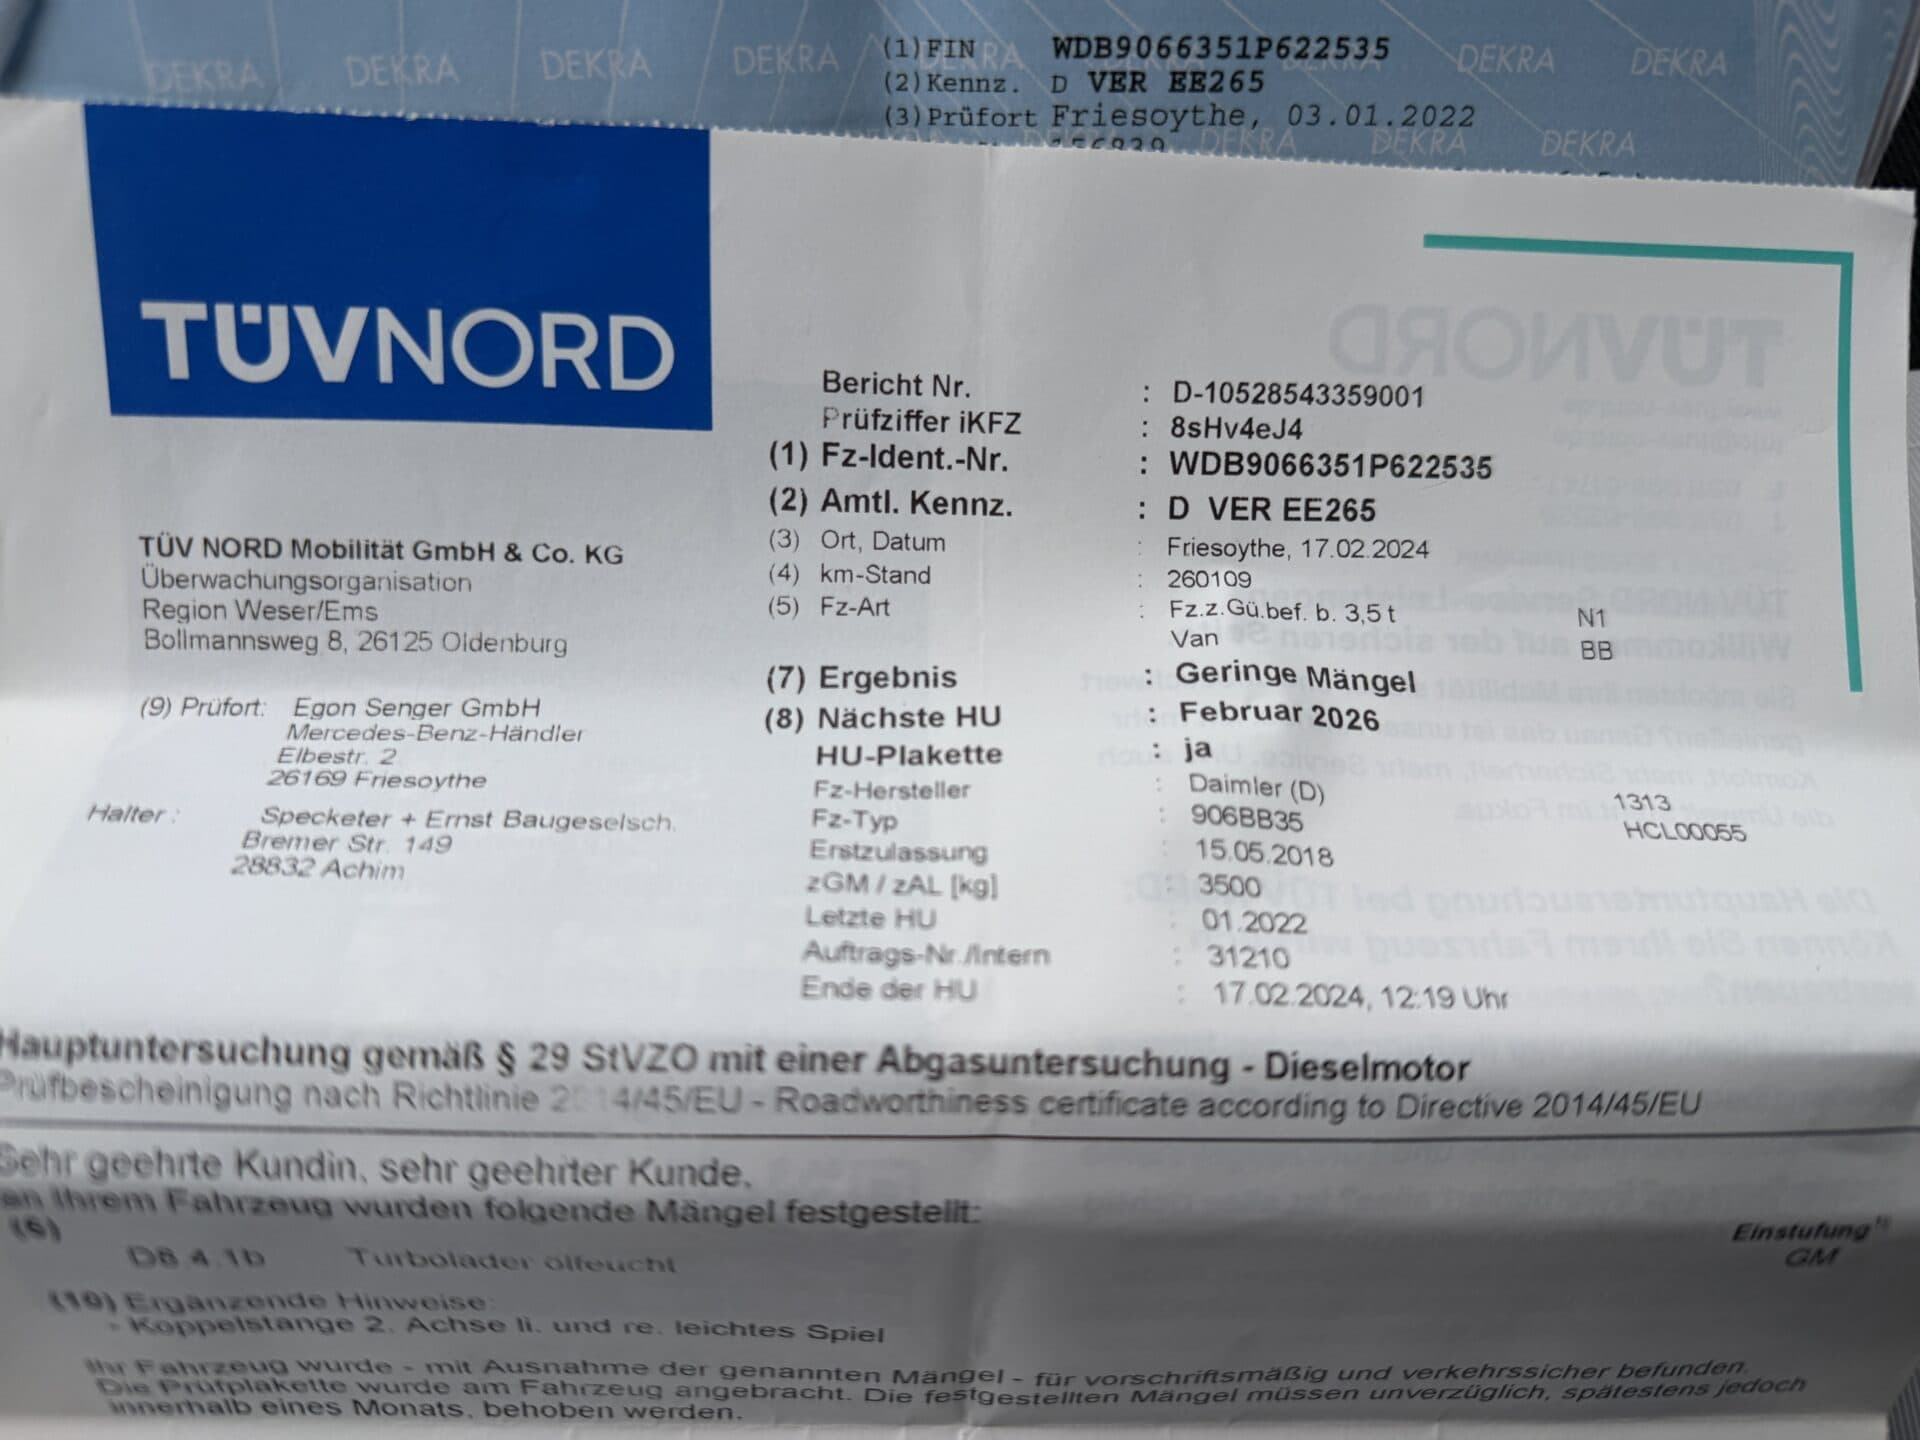 DEKRA DEKRA DEKRA DEKRA DEKRA DEKRA
(1)FIN WDB9066351P622535
(2)Kennz. D VER EE265
(3)Prüfort Friesoythe, 03.01.2022
DEKRA DEKRA DEKRA
TÜVNORD
Bericht Nr. : D-10528543359001
Prüfziffer iKFZ : 8sHv4eJ4
(1) Fz-Ident.-Nr. : WDB9066351P622535
(2) Amtl. Kennz. : D VER EE265
(3) Ort, Datum : Friesoythe, 17.02.2024
(4) km-Stand : 260109
(5) Fz-Art : Fz.z.Gü.bef. b. 3,5 t N1
Van BB
(7) Ergebnis : Geringe Mängel
(8) Nächste HU : Februar 2026
HU-Plakette : ja
Fz-Hersteller : Daimler (D) 1313
Fz-Typ : 906BB35 HCL00055
Erstzulassung : 15.05.2018
zGM / zAL [kg] : 3500
Letzte HU : 01.2022
Auftrags-Nr./Intern : 31210
Ende der HU : 17.02.2024, 12:19 Uhr
TÜV NORD Mobilität GmbH & Co. KG
Überwachungsorganisation
Region Weser/Ems
Bollmannsweg 8, 26125 Oldenburg
(9) Prüfort: Egon Senger GmbH
Mercedes-Benz-Händler
Elbestr. 2
26169 Friesoythe
Halter : Specketer + Ernst Baugeselsch.
Bremer Str. 149
28832 Achim
Hauptuntersuchung gemäß § 29 StVZO mit einer Abgasuntersuchung - Dieselmotor
Prüfbescheinigung nach Richtlinie 2014/45/EU - Roadworthiness certificate according to Directive 2014/45/EU
Sehr geehrte Kundin, sehr geehrter Kunde,
an Ihrem Fahrzeug wurden folgende Mängel festgestellt:
(6) Einstufung 1)
D6.4.1b Turbolader ölfeucht GM
(10) Ergänzende Hinweise:
- Koppelstange 2. Achse li. und re. leichtes Spiel
Ihr Fahrzeug wurde - mit Ausnahme der genannten Mängel - für vorschriftsmäßig und verkehrssicher befunden.
Die Prüfplakette wurde am Fahrzeug angebracht. Die festgestellten Mängel müssen unverzüglich, spätestens jedoch
innerhalb eines Monats, behoben werden.